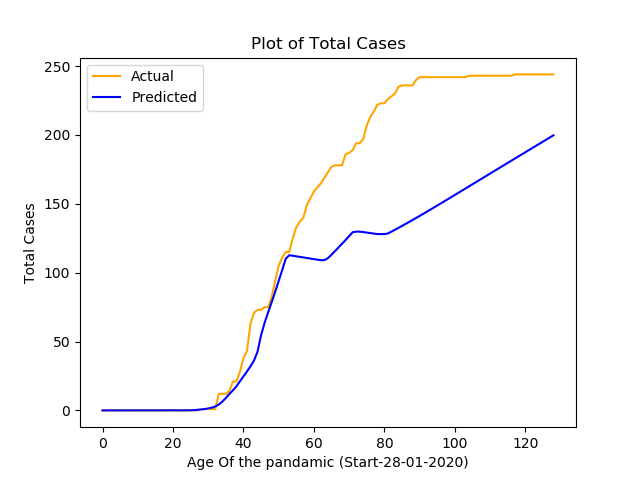 Plot of Total Cases
Actual
Predicted
250
200
150
100
50
0
Total Cases
0 20 40 60 80 100 120
Age Of the pandamic (Start-28-01-2020)